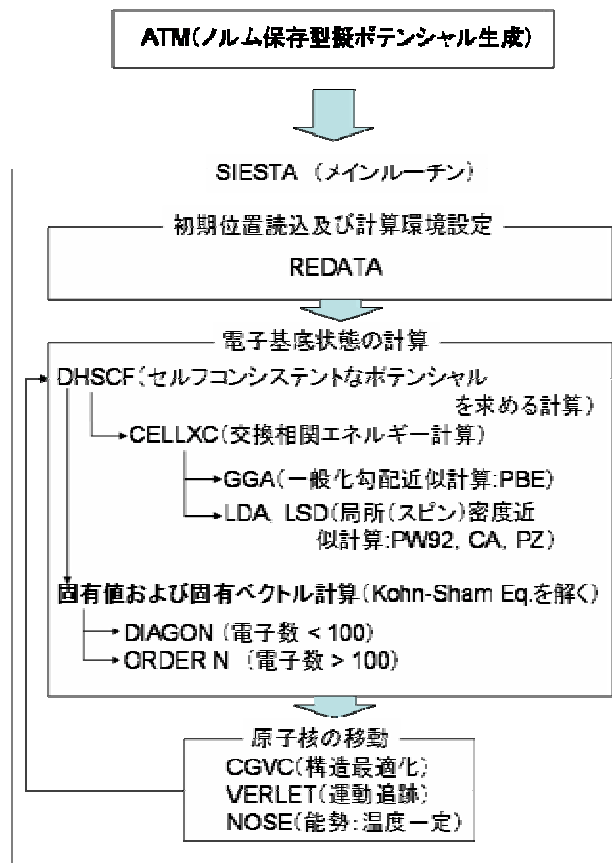 ATM(ノルム保存型擬ポテンシャル生成)
SIESTA (メインルーチン)
初期位置読込及び計算環境設定
REDATA
電子基底状態の計算
DHSCF(セルフコンシステントなポテンシャル
を求める計算)
CELLXC(交換相関エネルギー計算)
GGA(一般化勾配近似計算:PBE)
LDA, LSD(局所(スピン)密度近
似計算:PW92, CA, PZ)
固有値および固有ベクトル計算(Kohn-Sham Eq.を解く)
DIAGON (電子数 < 100)
ORDER N (電子数 > 100)
原子核の移動
CGVC(構造最適化)
VERLET(運動追跡)
NOSE(能勢:温度一定)